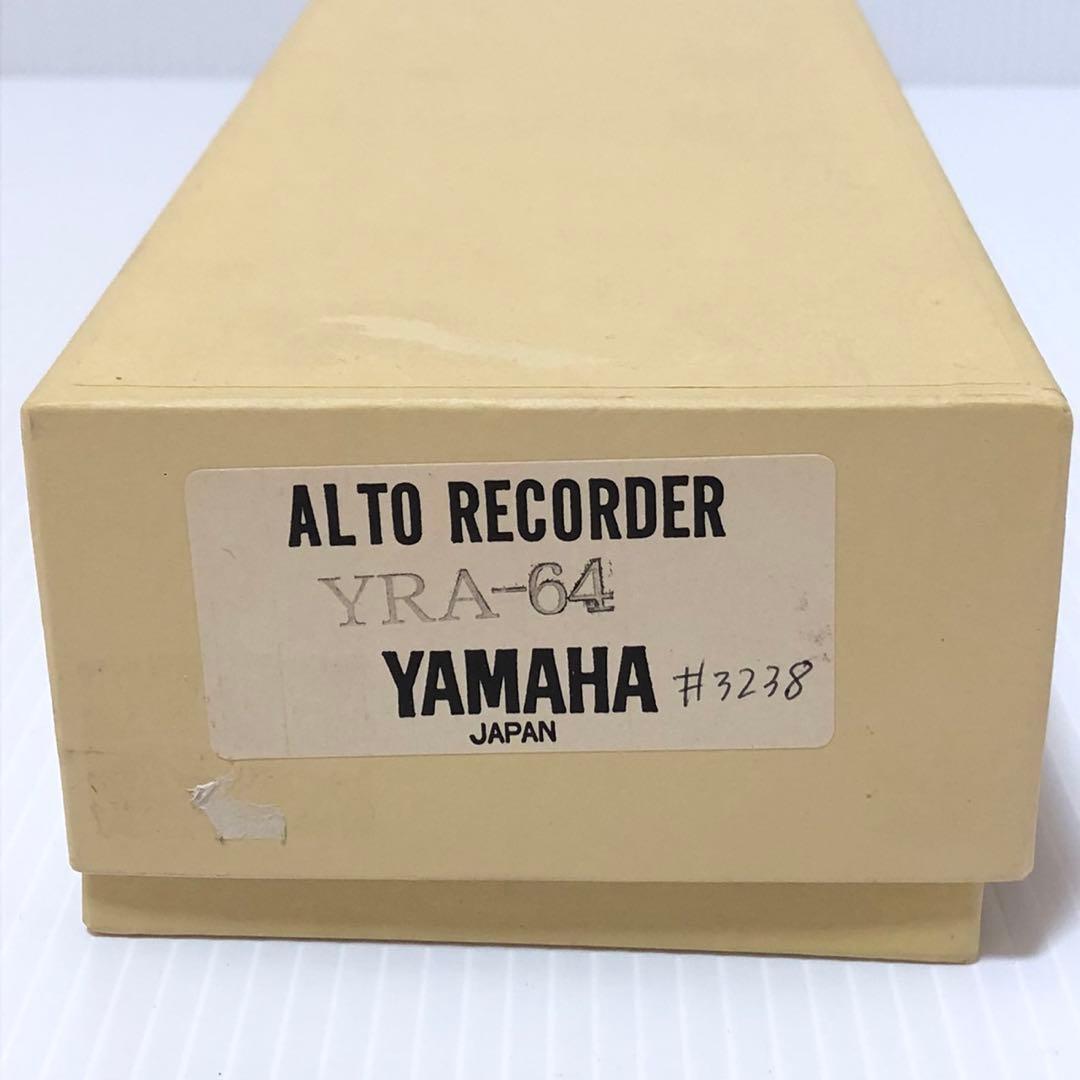 ALTO RECORDER
YRA-64
YAMAHA #3238
JAPAN